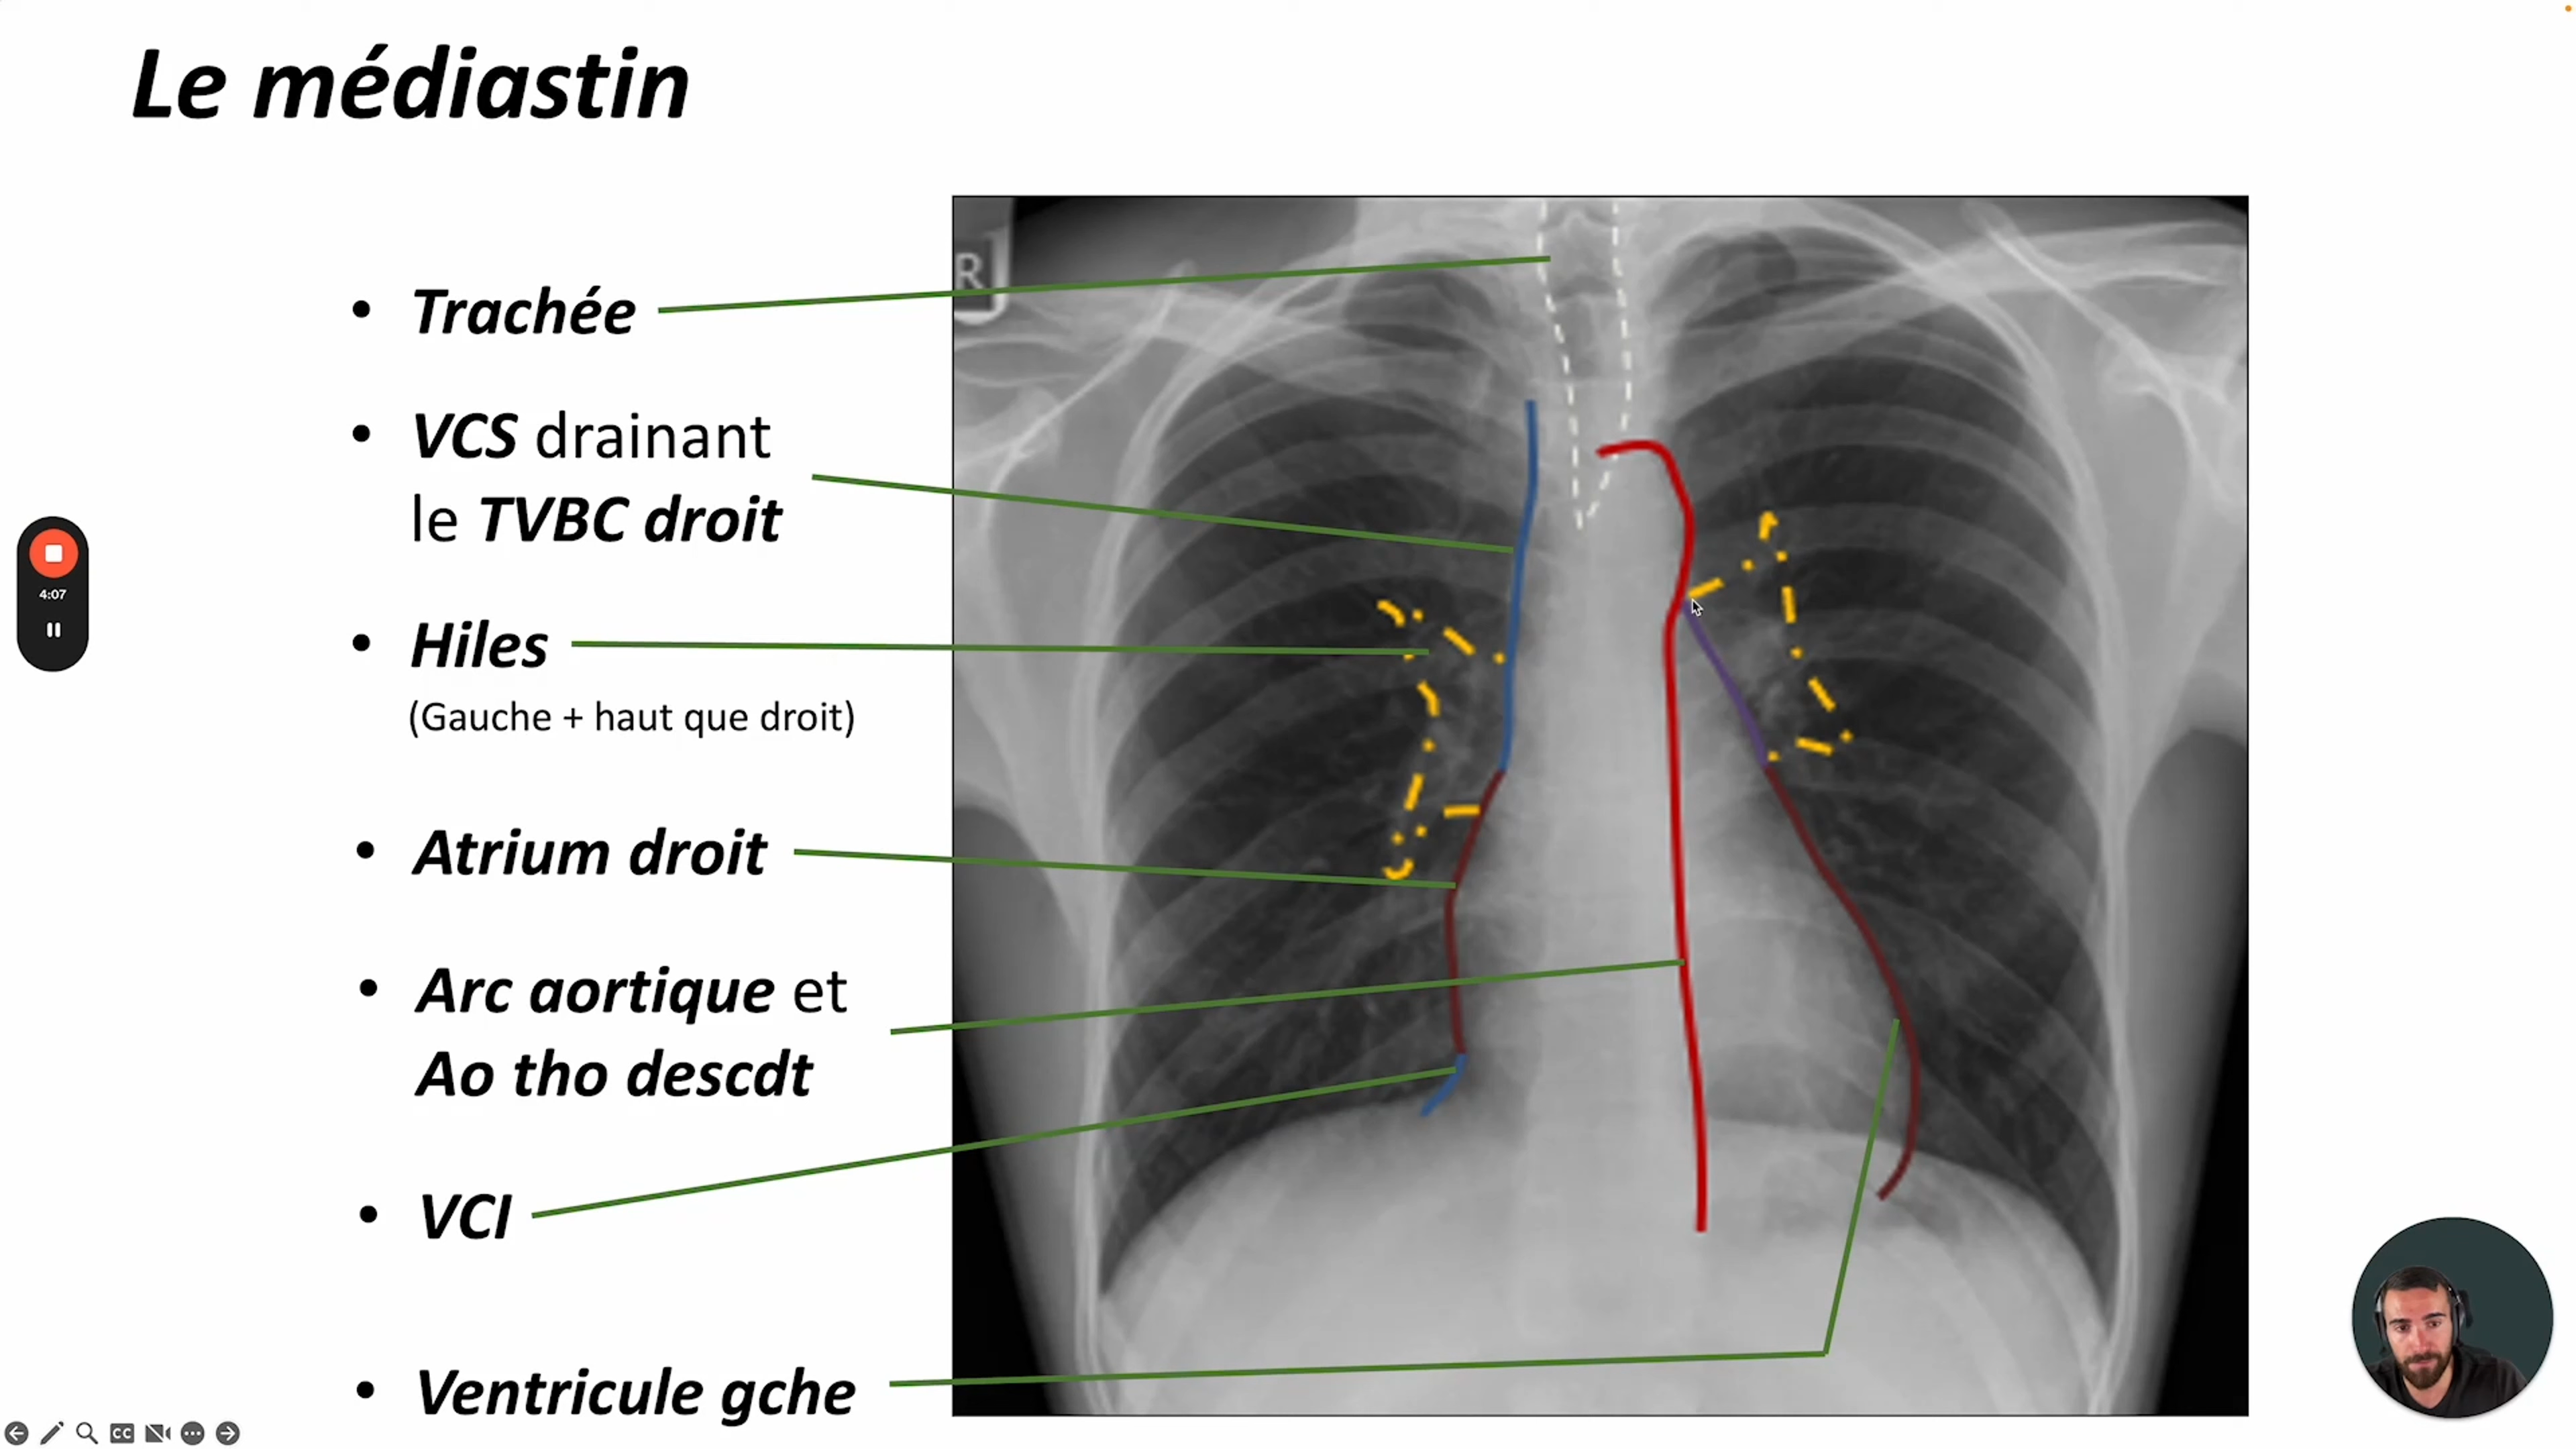 Le médiastin
R
• Trachée
• VCS drainant
le TVBC droit
• Hiles
(Gauche + haut que droit)
• Atrium droit
• Arc aortique et
Ao tho descdt
• VCI
• Ventricule gche
4:07
CC